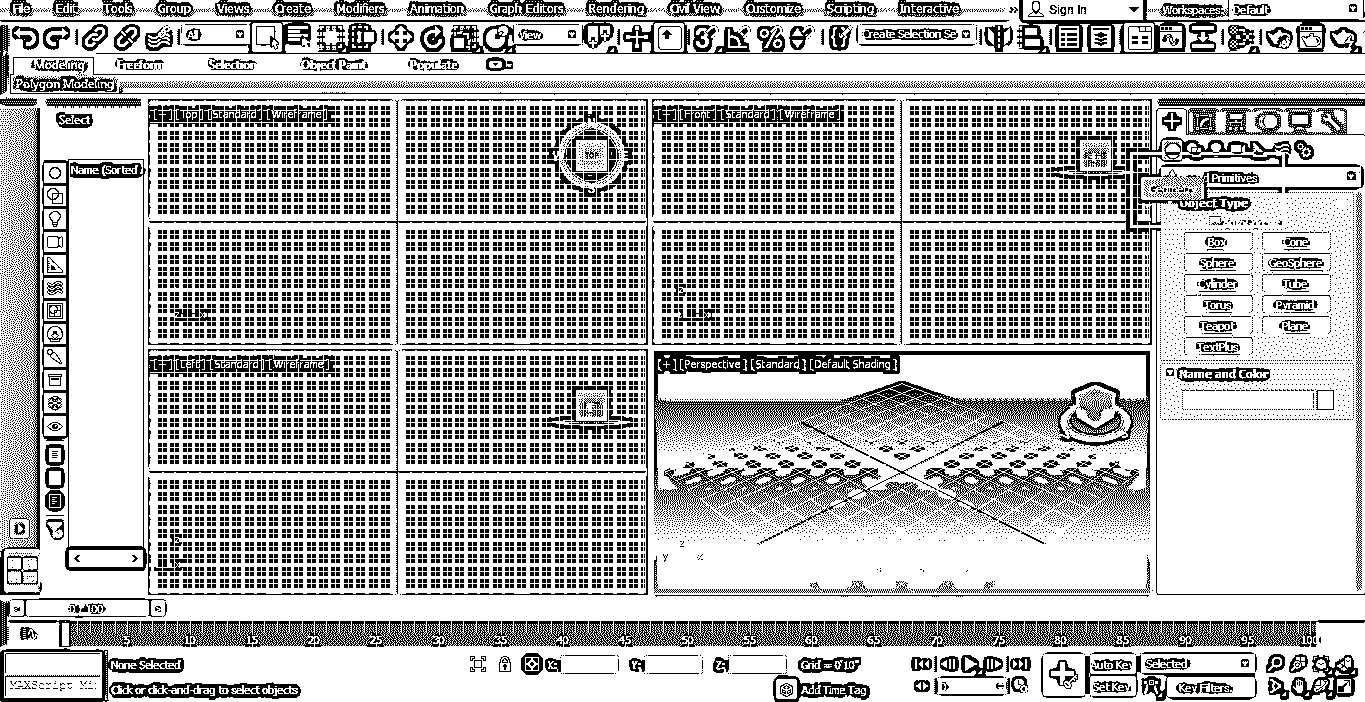 File Edit Tools Group Views Create Modifiers Animation Graph Editors Rendering Civil View Customize Scripting Interactive » Sign In Workspaces: Default
All View Create Selection Se
Modeling Freeform Selection Object Paint Populate
Polygon Modeling
Select
Name (Sorted
[+] [Top] [Standard] [Wireframe]
TOP
[+] [Front] [Standard] [Wireframe]
[+] [Left] [Standard] [Wireframe]
[+] [Perspective] [Standard] [Default Shading]
Primitives
Object Type
Box Cone
Sphere GeoSphere
Cylinder Tube
Torus Pyramid
Teapot Plane
TextPlus
Name and Color
z
y x
0 / 100
5 10 15 20 25 30 35 40 45 50 55 60 65 70 75 80 85 90 95 100
None Selected X: Y: Z: Grid = 0'10" Auto Key Selected
MAXScript Mi
Click or click-and-drag to select objects Add Time Tag Set Key Key Filters...